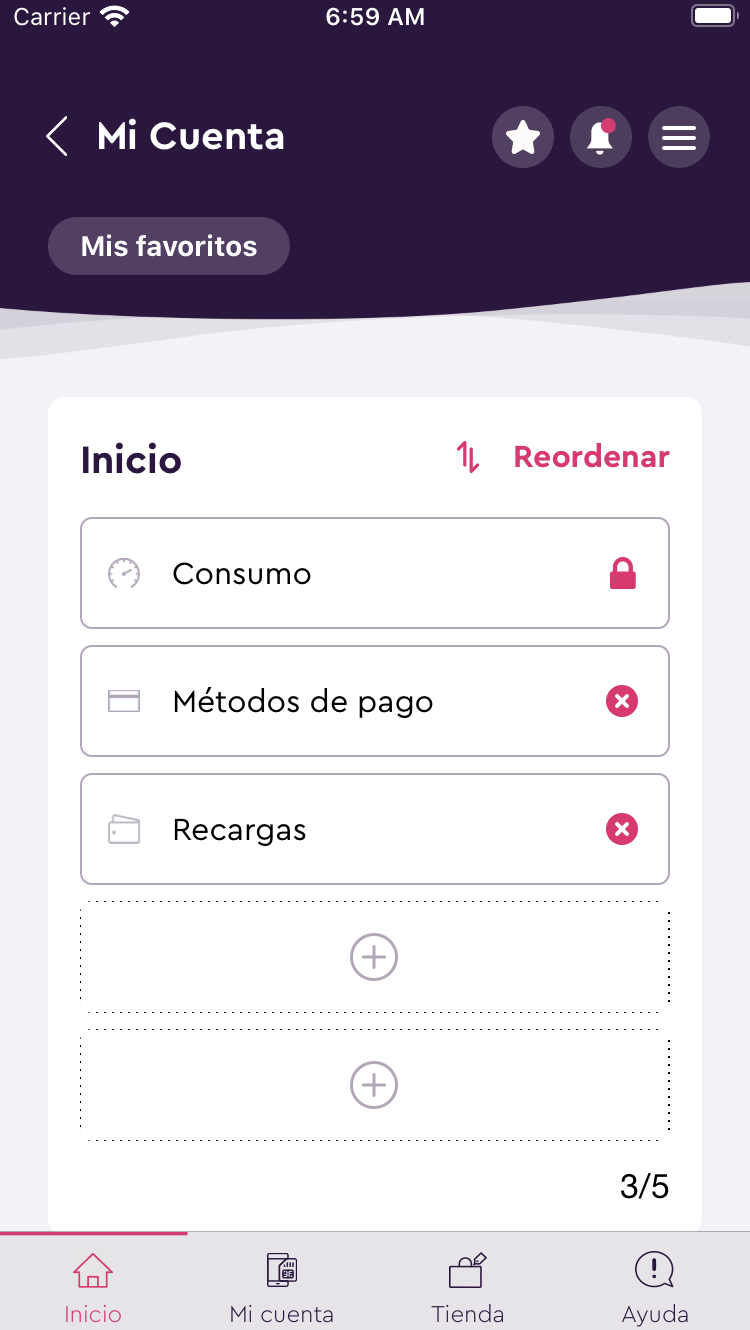 Carrier 6:59 AM
Mi Cuenta
Mis favoritos
Inicio Reordenar
Consumo
Métodos de pago
Recargas
3/5
Inicio Mi cuenta Tienda Ayuda